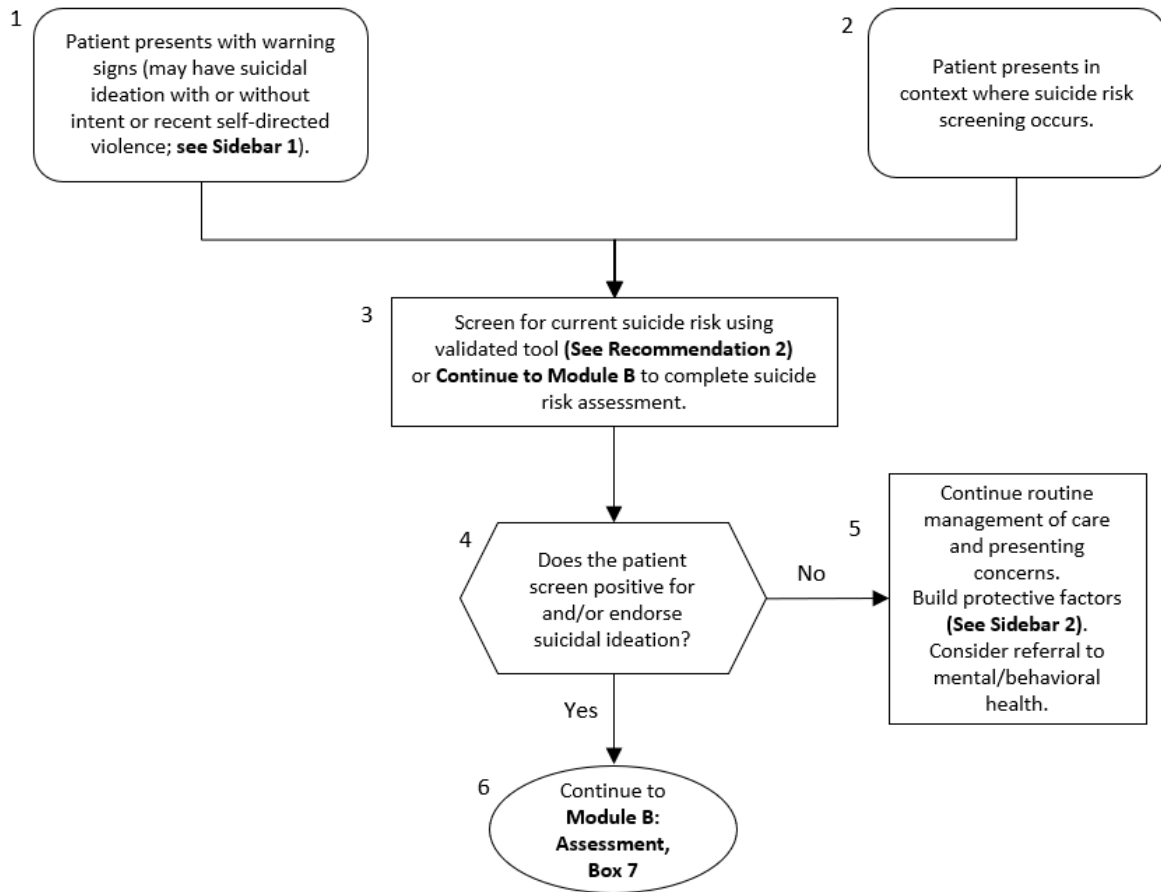 1
Patient presents with warning
signs (may have suicidal
ideation with or without
intent or recent self-directed
violence; see Sidebar 1).
2
Patient presents in
context where suicide risk
screening occurs.
3
Screen for current suicide risk using
validated tool (See Recommendation 2)
or Continue to Module B to complete suicide
risk assessment.
4
Does the patient
screen positive for
and/or endorse
suicidal ideation?
No
5
Continue routine
management of care
and presenting
concerns.
Build protective factors
(See Sidebar 2).
Consider referral to
mental/behavioral
health.
Yes
6
Continue to
Module B:
Assessment,
Box 7